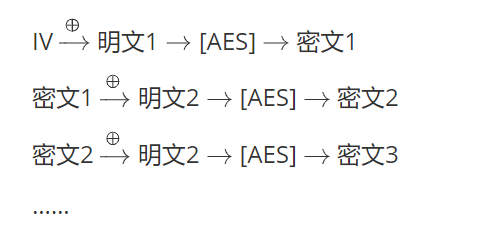 IV ⊕→ 明文1 → [AES] → 密文1
密文1 ⊕→ 明文2 → [AES] → 密文2
密文2 ⊕→ 明文2 → [AES] → 密文3
......